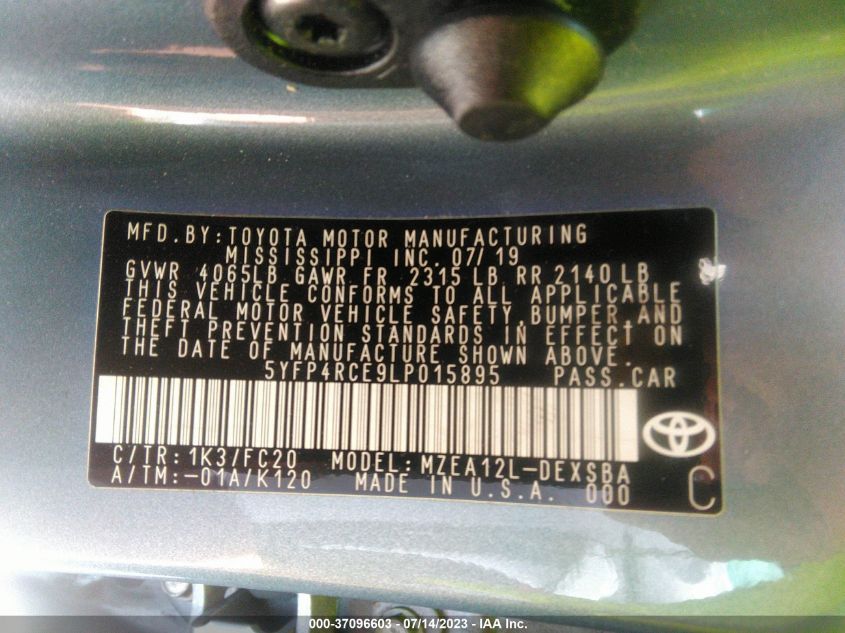 MFD.BY:TOYOTA MOTOR MANUFACTURING
MISSISSIPPI INC. 07/19
GVWR 4065LB GAWR FR 2315 LB RR 2140 LB
THIS VEHICLE CONFORMS TO ALL APPLICABLE
FEDERAL MOTOR VEHICLE SAFETY, BUMPER, AND
THEFT PREVENTION STANDARDS IN EFFECT ON
THE DATE OF MANUFACTURE SHOWN ABOVE.
5YFP4RCE9LP015895 PASS.CAR
C/TR:1K3/FC20 MODEL:MZEA12L-DEXSBA
A/TM:-01A/K120 MADE IN U.S.A. 000
C
000-37096603 - 07/14/2023 - IAA Inc.